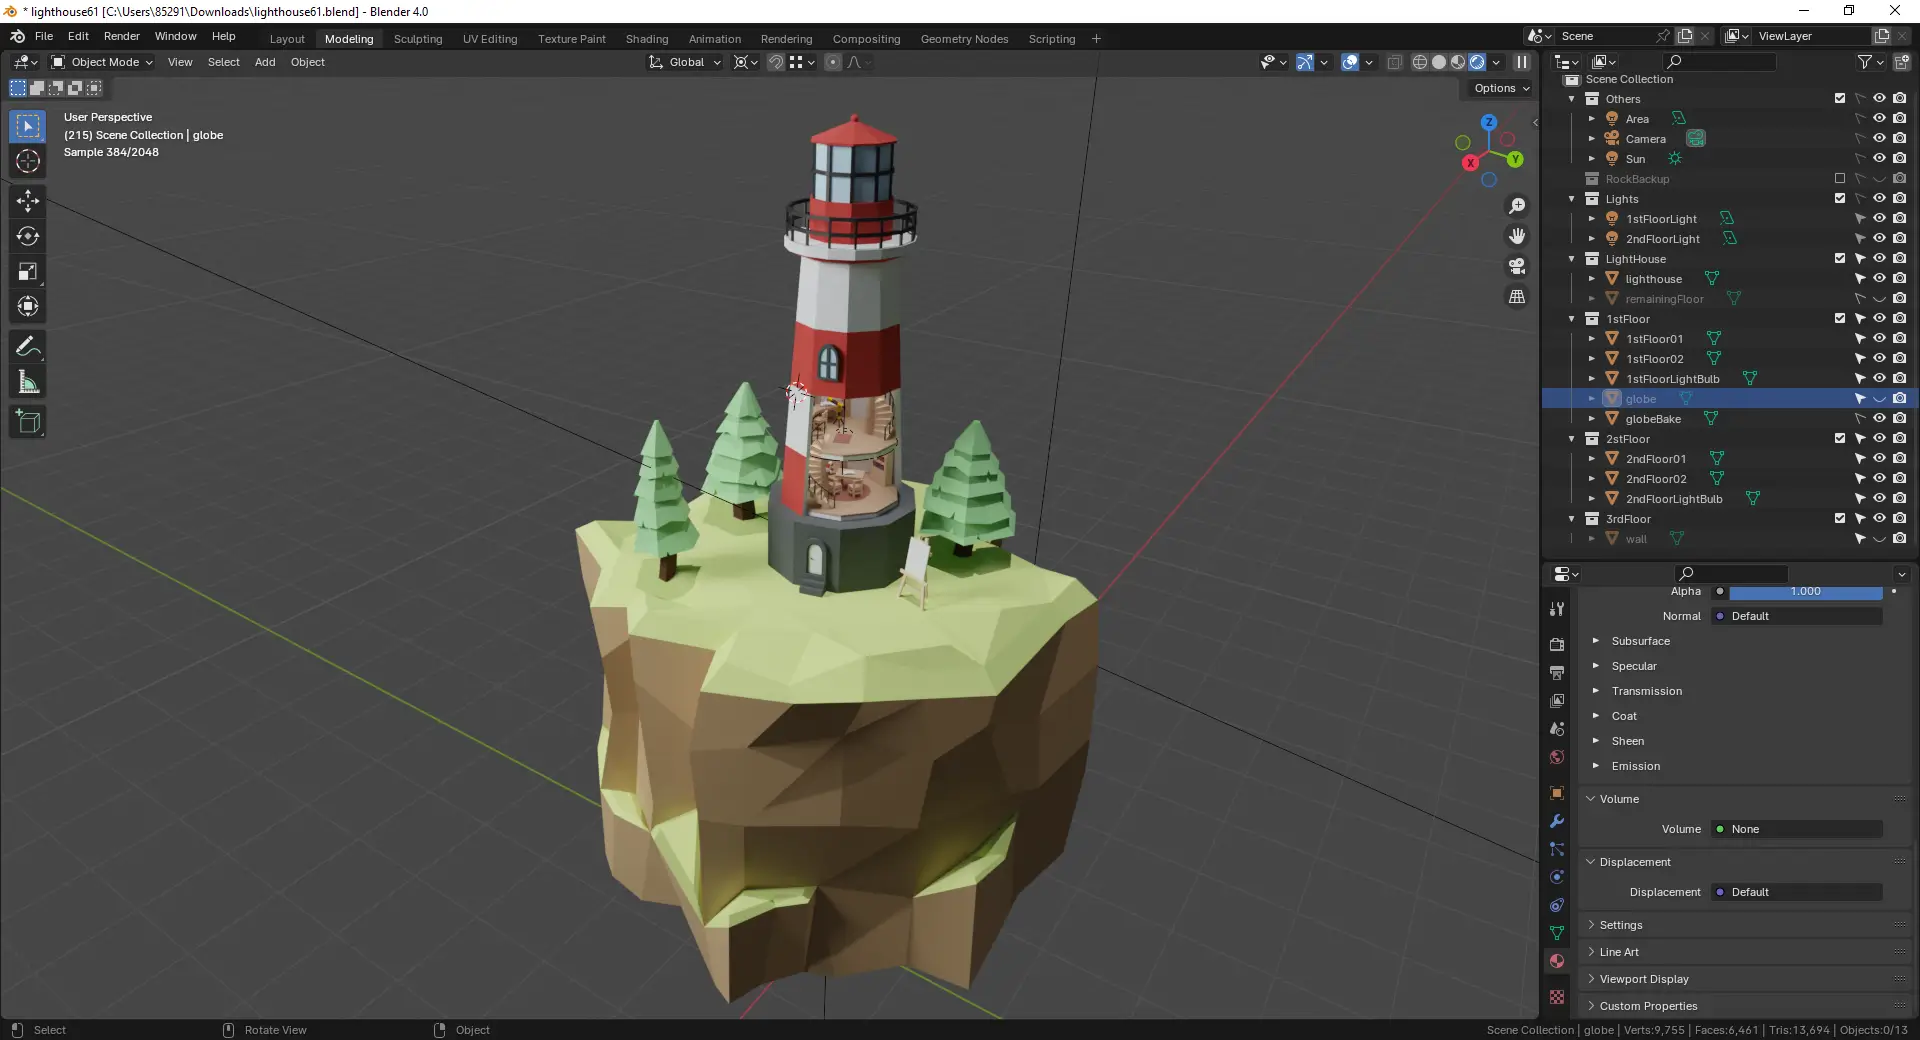 * lighthouse61 [C:\Users\85291\Downloads\lighthouse61.blend] - Blender 4.0
File Edit Render Window Help
Layout Modeling Sculpting UV Editing Texture Paint Shading Animation Rendering Compositing Geometry Nodes Scripting +
Scene
ViewLayer
Object Mode View Select Add Object
Global
Options
User Perspective
(215) Scene Collection | globe
Sample 384/2048
Z
X
Y
Scene Collection
Others
Area
Camera
Sun
RockBackup
Lights
1stFloorLight
2ndFloorLight
LightHouse
lighthouse
remainingFloor
1stFloor
1stFloor01
1stFloor02
1stFloorLightBulb
globe
globeBake
2stFloor
2ndFloor01
2ndFloor02
2ndFloorLightBulb
3rdFloor
wall
Alpha 1.000
Normal Default
Subsurface
Specular
Transmission
Coat
Sheen
Emission
Volume
Volume None
Displacement
Displacement Default
Settings
Line Art
Viewport Display
Custom Properties
Select
Rotate View
Object
Scene Collection | globe | Verts:9,755 | Faces:6,461 | Tris:13,694 | Objects:0/13